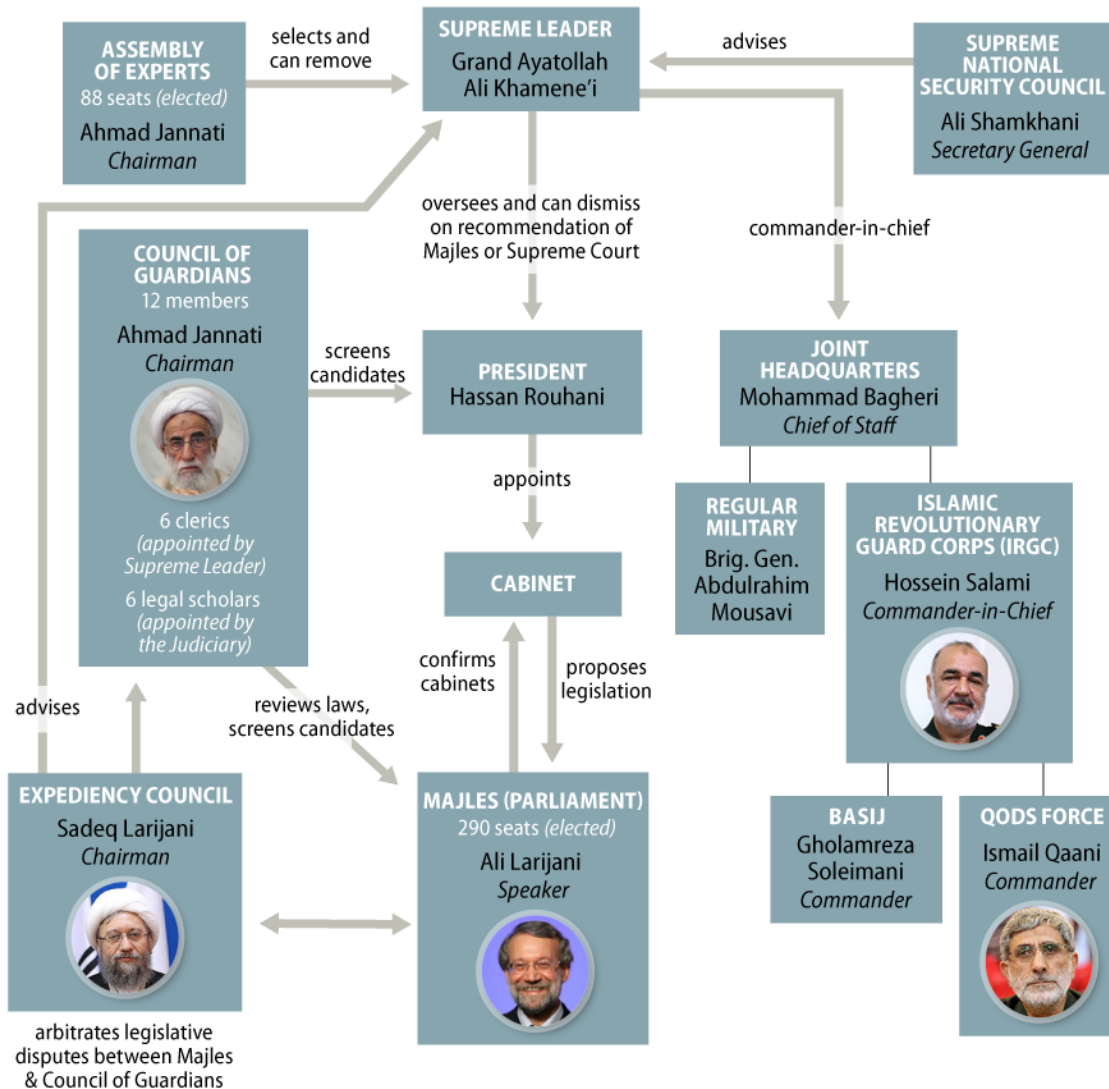 ASSEMBLY
OF EXPERTS
88 seats (elected)
Ahmad Jannati
Chairman
selects and
can remove
SUPREME LEADER
Grand Ayatollah
Ali Khamene'i
advises
SUPREME
NATIONAL
SECURITY COUNCIL
Ali Shamkhani
Secretary General
oversees and can dismiss
on recommendation of
Majles or Supreme Court
commander-in-chief
COUNCIL OF
GUARDIANS
12 members
Ahmad Jannati
Chairman
6 clerics
(appointed by
Supreme Leader)
6 legal scholars
(appointed by
the Judiciary)
screens
candidates
PRESIDENT
Hassan Rouhani
JOINT
HEADQUARTERS
Mohammad Bagheri
Chief of Staff
appoints
REGULAR
MILITARY
Brig. Gen.
Abdulrahim
Mousavi
ISLAMIC
REVOLUTIONARY
GUARD CORPS (IRGC)
Hossein Salami
Commander-in-Chief
CABINET
confirms
cabinets
proposes
legislation
advises
reviews laws,
screens candidates
EXPEDIENCY COUNCIL
Sadeq Larijani
Chairman
MAJLES (PARLIAMENT)
290 seats (elected)
Ali Larijani
Speaker
BASIJ
Gholamreza
Soleimani
Commander
QODS FORCE
Ismail Qaani
Commander
arbitrates legislative
disputes between Majles
& Council of Guardians